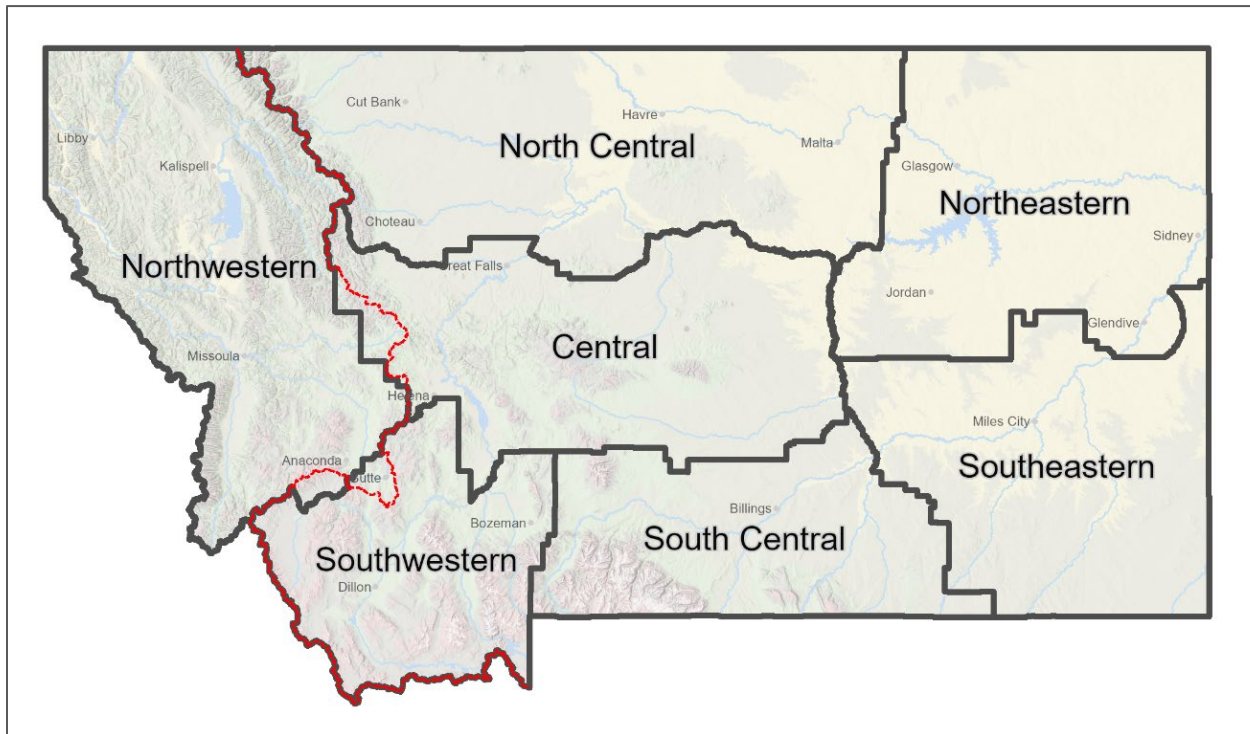 Cut Bank
Havre
Libby
North Central
Malta
Kalispell
Glasgow
Northeastern
Choteau
Sidney
Northwestern
Great Falls
Jordan
Glendive
Central
Missoula
Helena
Miles City
Anaconda
Southeastern
Butte
Billings
Bozeman
South Central
Southwestern
Dillon